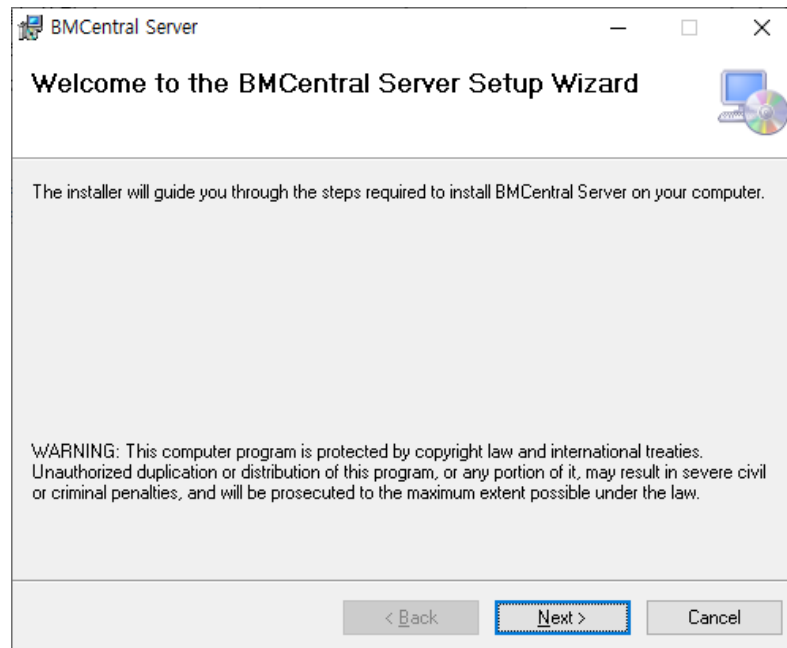 BMCentral Server
Welcome to the BMCentral Server Setup Wizard
The installer will guide you through the steps required to install BMCentral Server on your computer.
WARNING: This computer program is protected by copyright law and international treaties.
Unauthorized duplication or distribution of this program, or any portion of it, may result in severe civil
or criminal penalties, and will be prosecuted to the maximum extent possible under the law.
< Back Next > Cancel